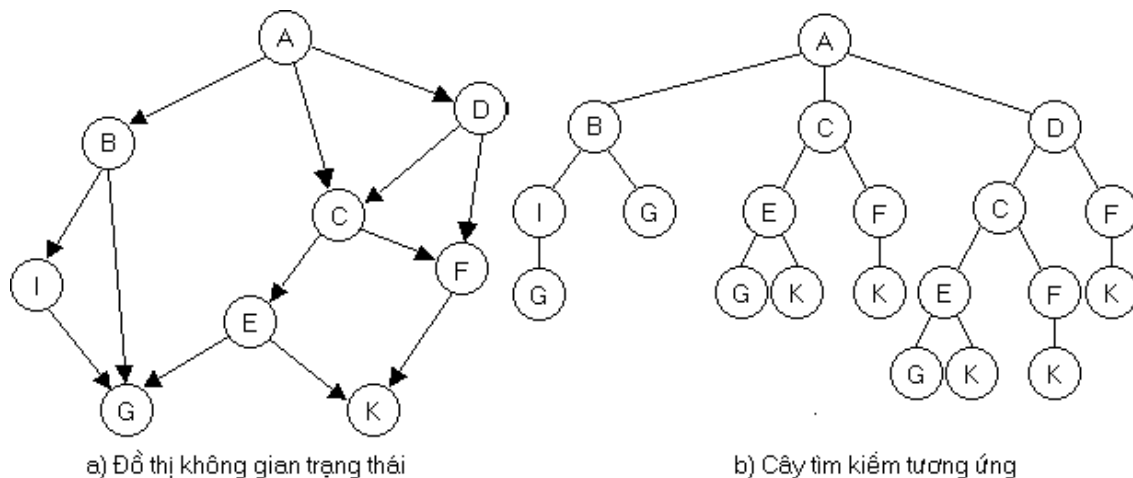 A
A
D
B
B
C
D
C
I
G
E
F
C
F
F
I
G
G
K
K
E
F
K
E
G
K
G
K
K
a) Đồ thị không gian trạng thái
b) Cây tìm kiếm tương ứng